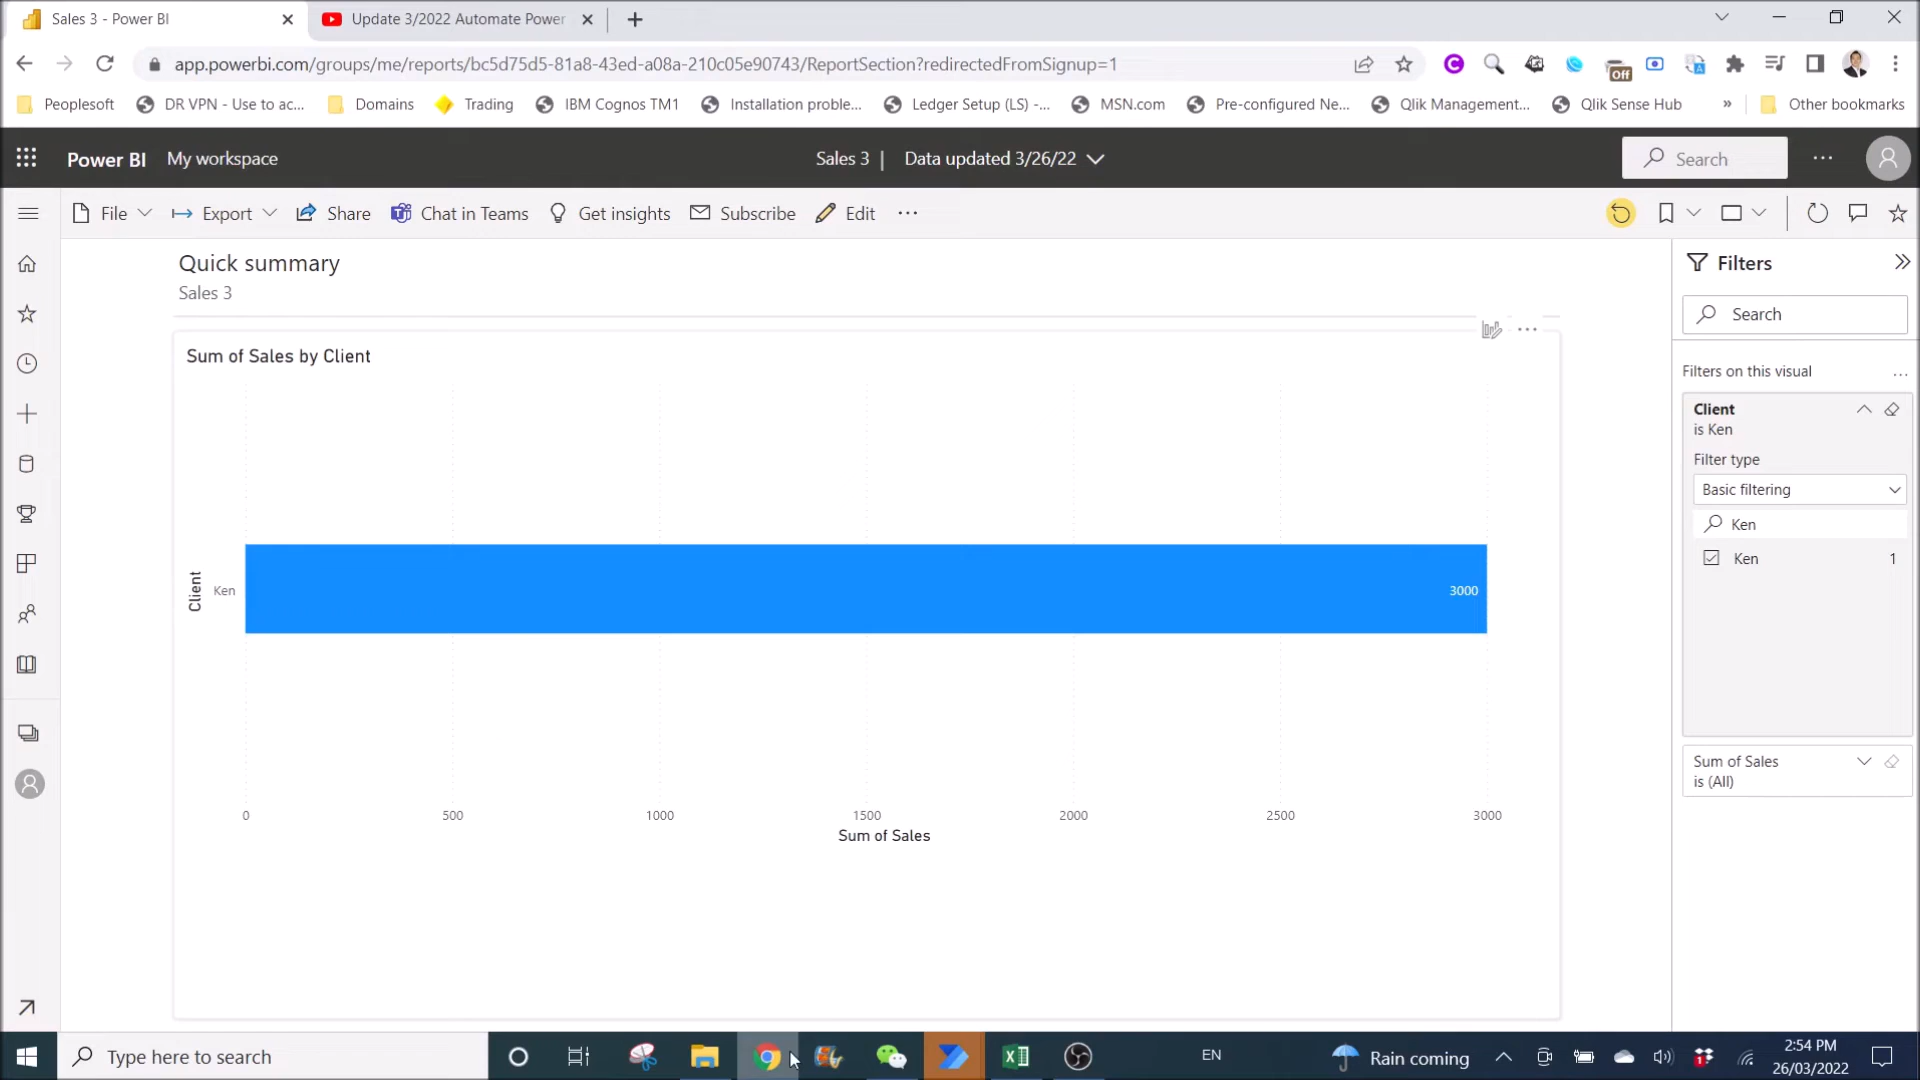 Sales 3 - Power BI
Update 3/2022 Automate Power
app.powerbi.com/groups/me/reports/bc5d75d5-81a8-43ed-a08a-210c05e90743/ReportSection?redirectedFromSignup=1
Off
Peoplesoft
DR VPN - Use to ac...
Domains
Trading
IBM Cognos TM1
Installation proble...
Ledger Setup (LS) -...
MSN.com
Pre-configured Ne...
Qlik Management...
Qlik Sense Hub
»
Other bookmarks
Power BI
My workspace
Sales 3 | Data updated 3/26/22
Search
File
Export
Share
Chat in Teams
Get insights
Subscribe
Edit
Quick summary
Sales 3
Filters
Search
Sum of Sales by Client
Filters on this visual
Client
is Ken
Filter type
Basic filtering
Ken
Ken 1
Client
Ken
3000
Sum of Sales
is (All)
0 500 1000 1500 2000 2500 3000
Sum of Sales
Type here to search
EN
Rain coming
2:54 PM
26/03/2022